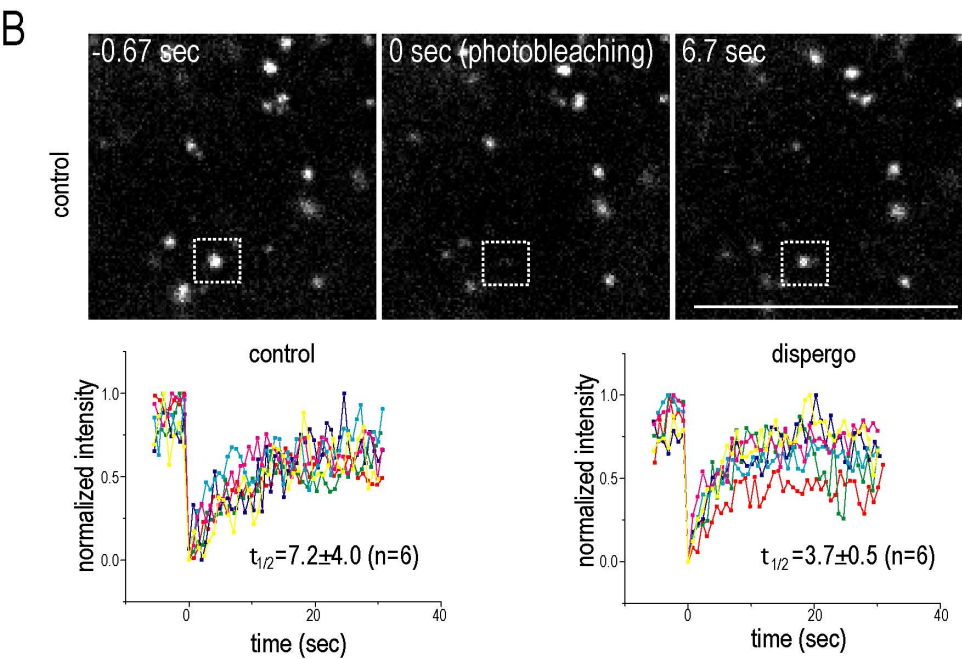 B
-0.67 sec
0 sec (photobleaching)
6.7 sec
control
control
normalized intensity
1.0
0.5
0.0
t1/2=7.2±4.0 (n=6)
0
20
40
time (sec)
dispergo
normalized intensity
1.0
0.5
0.0
t1/2=3.7±0.5 (n=6)
0
20
40
time (sec)